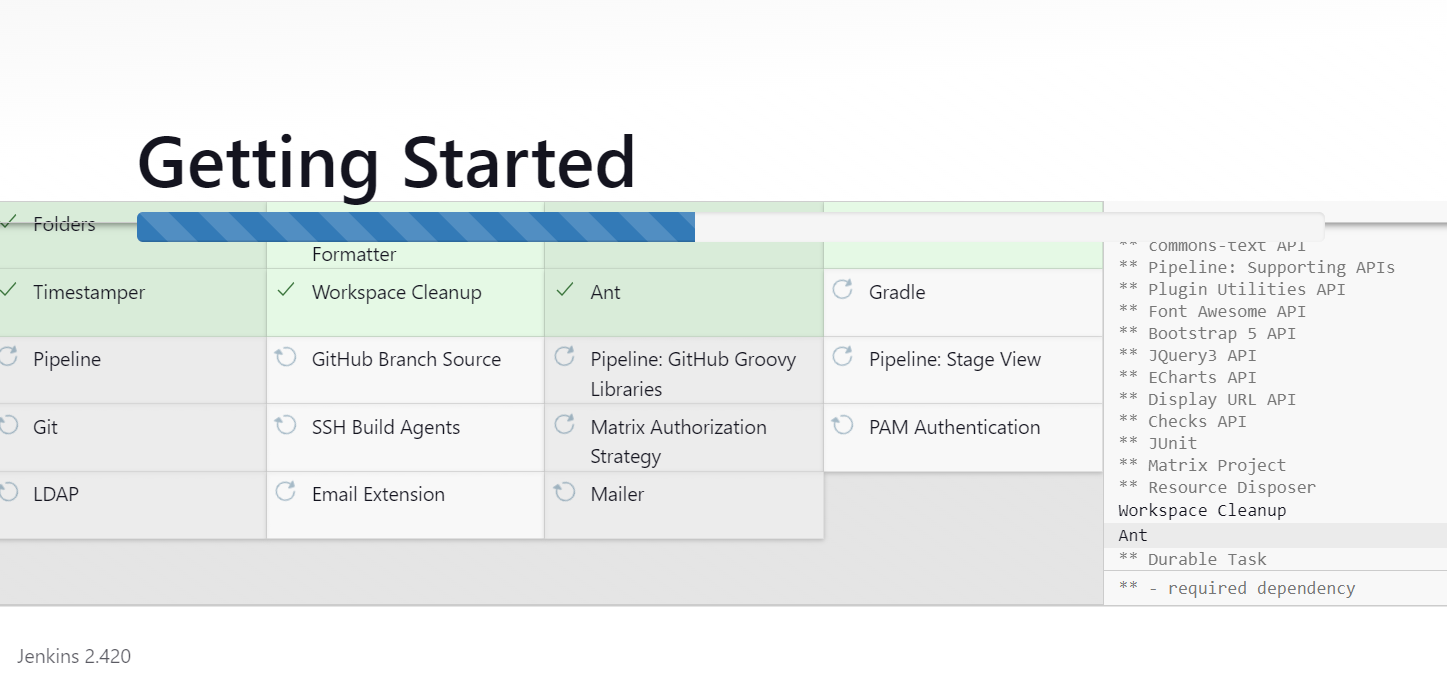 Getting Started
Folders
Formatter
Timestamper
Workspace Cleanup
Ant
Gradle
Pipeline
GitHub Branch Source
Pipeline: GitHub Groovy
Libraries
Pipeline: Stage View
Git
SSH Build Agents
Matrix Authorization
Strategy
PAM Authentication
LDAP
Email Extension
Mailer
** commons-text API
** Pipeline: Supporting APIs
** Plugin Utilities API
** Font Awesome API
** Bootstrap 5 API
** JQuery3 API
** ECharts API
** Display URL API
** Checks API
** JUnit
** Matrix Project
** Resource Disposer
Workspace Cleanup
Ant
** Durable Task
** - required dependency
Jenkins 2.420